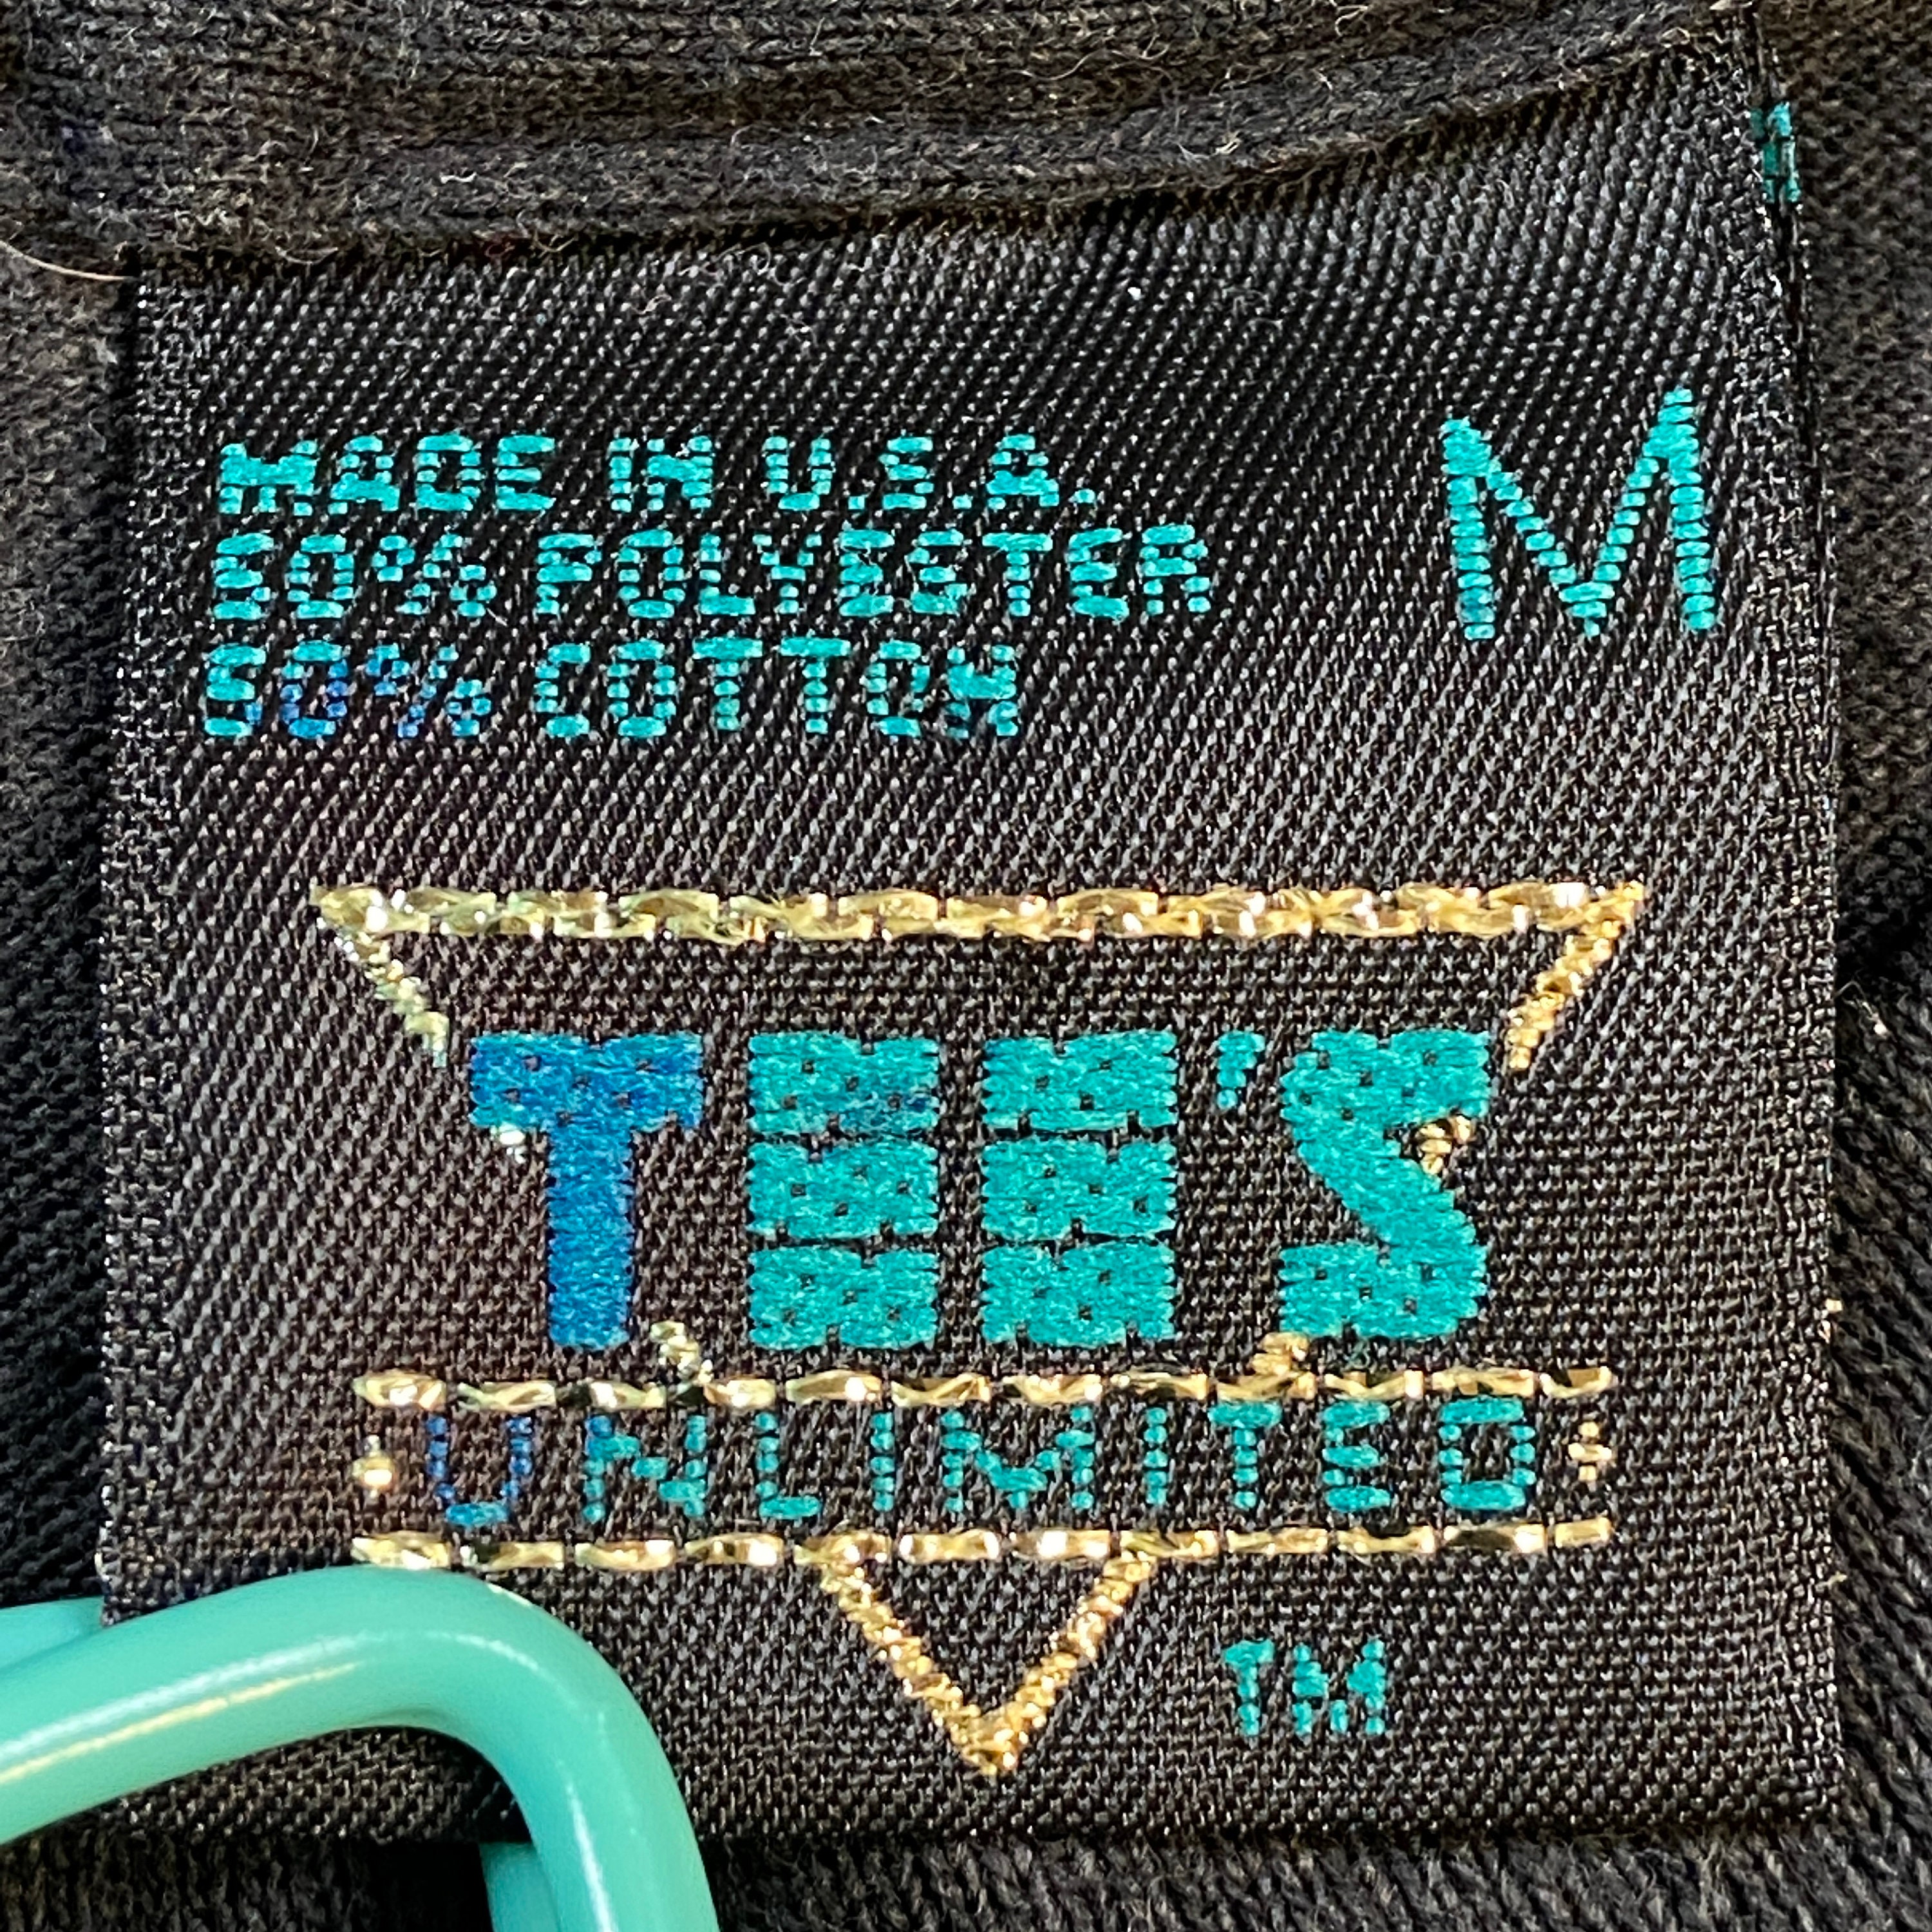 MADE IN U.S.A.
50% POLYESTER
50% COTTON
M
TEE'S
UNLIMITED
TM